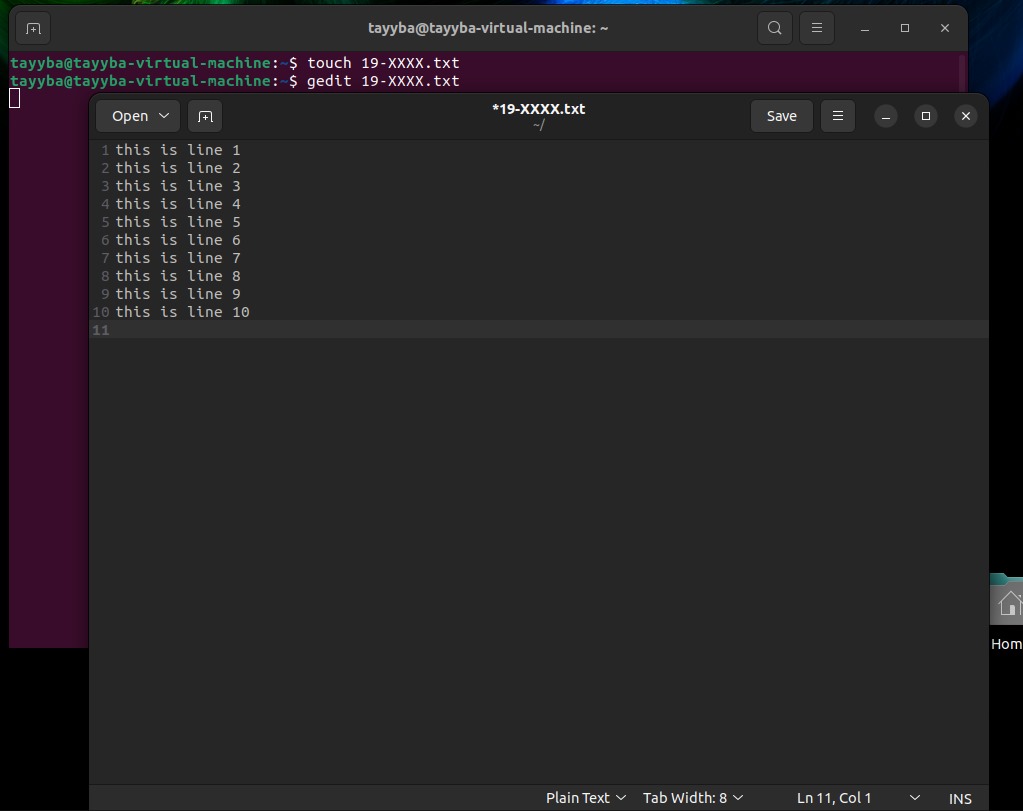 tayyba@tayyba-virtual-machine: ~
tayyba@tayyba-virtual-machine:~$ touch 19-XXXX.txt
tayyba@tayyba-virtual-machine:~$ gedit 19-XXXX.txt
Open
*19-XXXX.txt
~/
Save
1 this is line 1
2 this is line 2
3 this is line 3
4 this is line 4
5 this is line 5
6 this is line 6
7 this is line 7
8 this is line 8
9 this is line 9
10 this is line 10
11
Hom
Plain Text Tab Width: 8 Ln 11, Col 1 INS